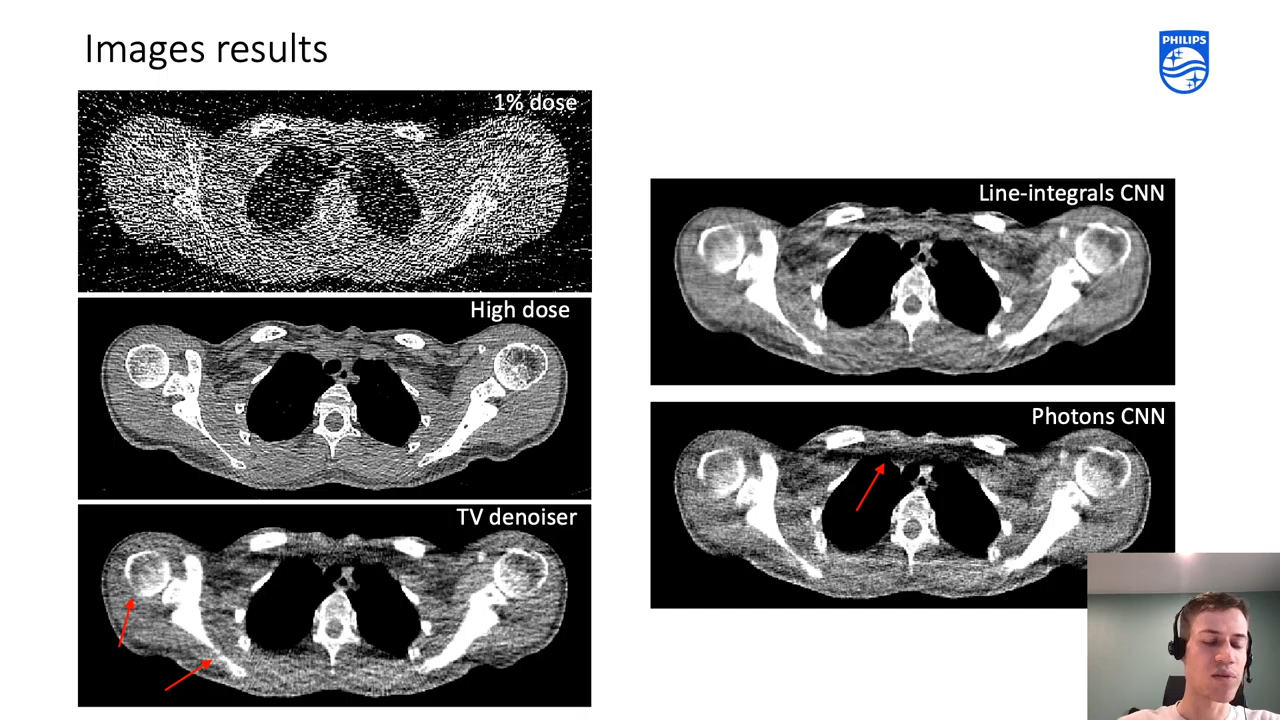 Images results
PHILIPS
1% dose
High dose
TV denoiser
Line-integrals CNN
Photons CNN